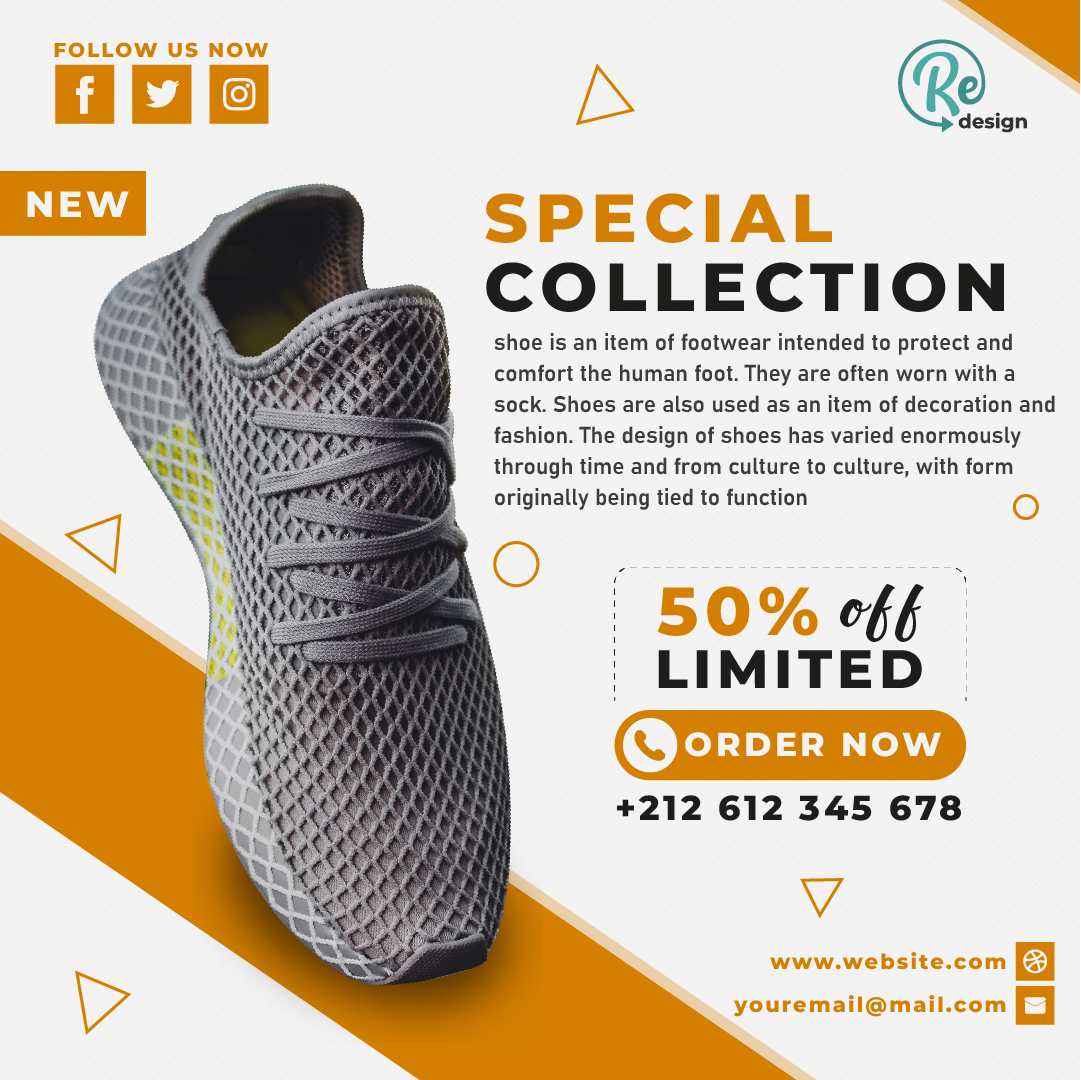 FOLLOW US NOW
Re
design
NEW
SPECIAL
COLLECTION
shoe is an item of footwear intended to protect and
comfort the human foot. They are often worn with a
sock. Shoes are also used as an item of decoration and
fashion. The design of shoes has varied enormously
through time and from culture to culture, with form
originally being tied to function
50% off
LIMITED
ORDER NOW
+212 612 345 678
www.website.com
youremail@mail.com